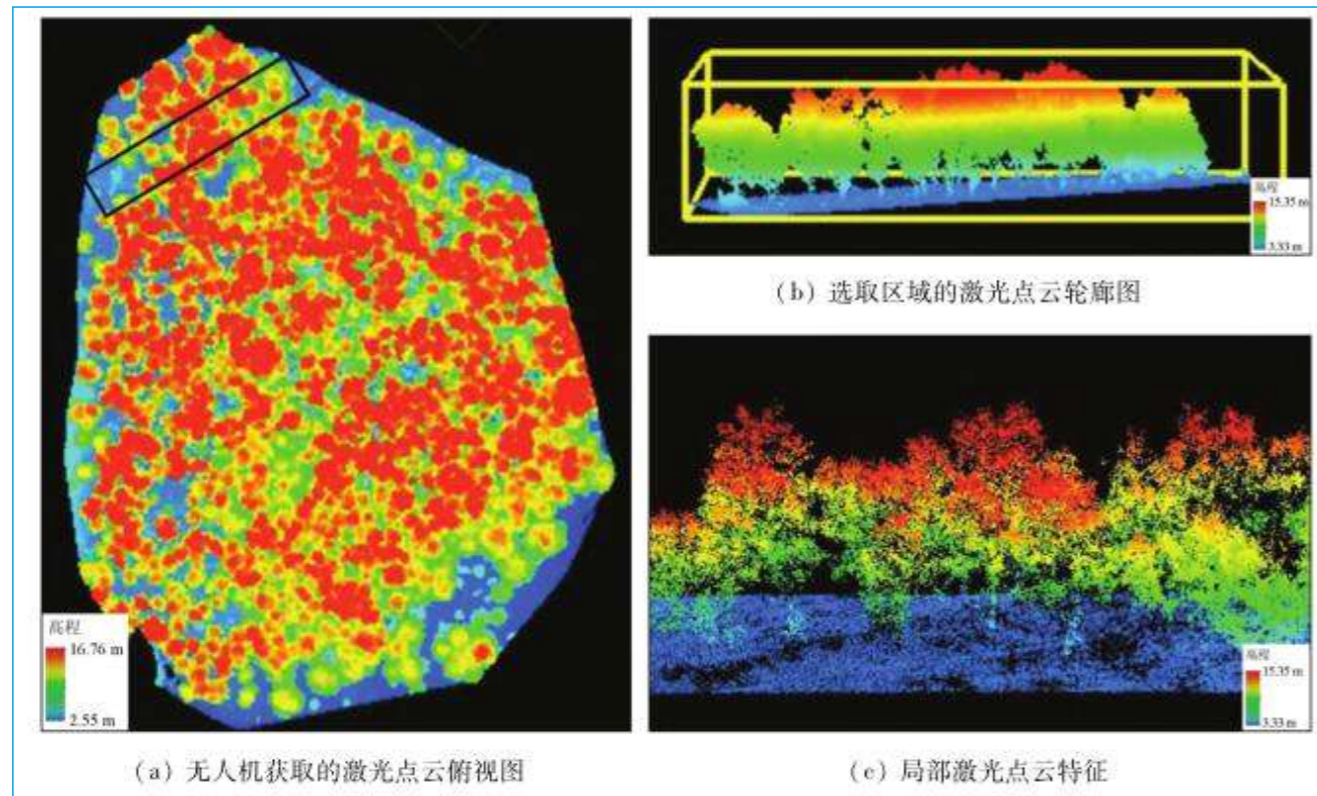 高程
16.76 m
2.55 m
(a) 无人机获取的激光点云俯视图
高程
15.35 m
3.33 m
(b) 选取区域的激光点云轮廓图
高程
15.35 m
3.33 m
(c) 局部激光点云特征